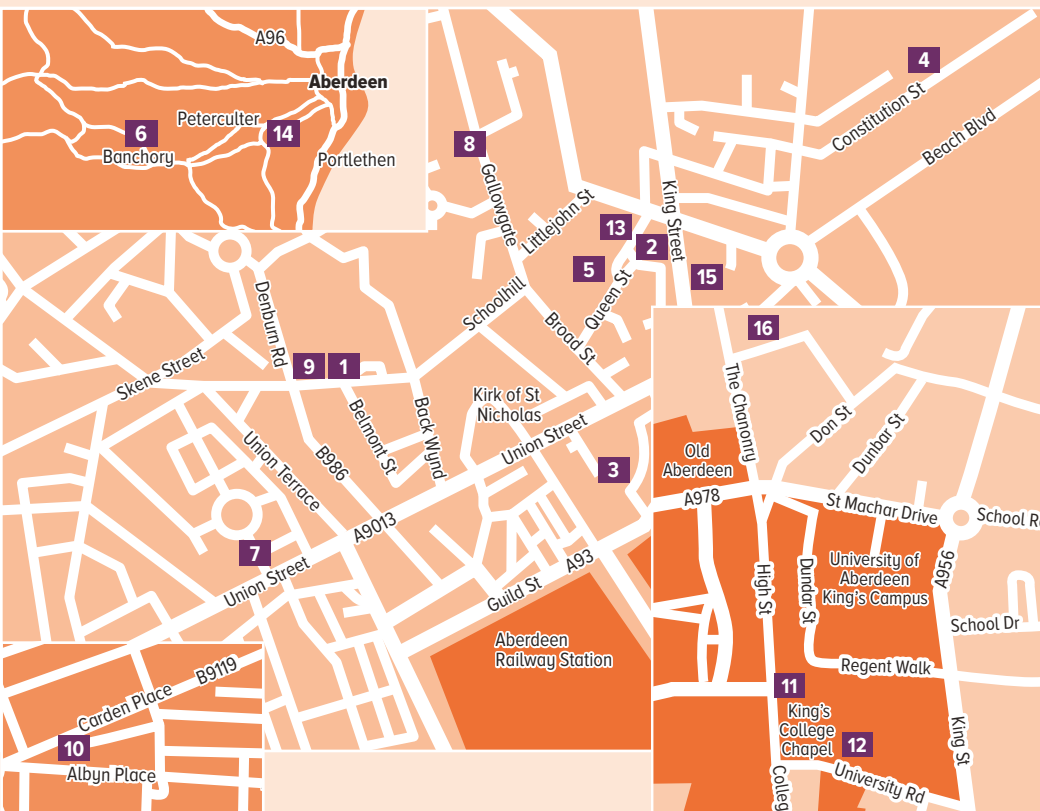 A96
Aberdeen
Peterculter
6
14
Banchory
Portlethen
4
Constitution St
Beach Blvd
8
Gallowgate
Littlejohn St
King Street
13
2
5
15
Queen St
Schoolhill
Broad St
Denburn Rd
9
1
Skene Street
Belmont St
Back Wynd
Kirk of St
Nicholas
Union Street
3
Union Terrace
B986
A9013
7
Union Street
Guild St
A93
Aberdeen
Railway Station
B9119
Carden Place
10
Albyn Place
16
The Chanonry
Don St
Dunbar St
Old
Aberdeen
A978
St Machar Drive
School R
University of
Aberdeen
King's Campus
A956
High St
Dundar St
School Dr
Regent Walk
11
King's
College
Chapel
12
King St
University Rd
Colleg